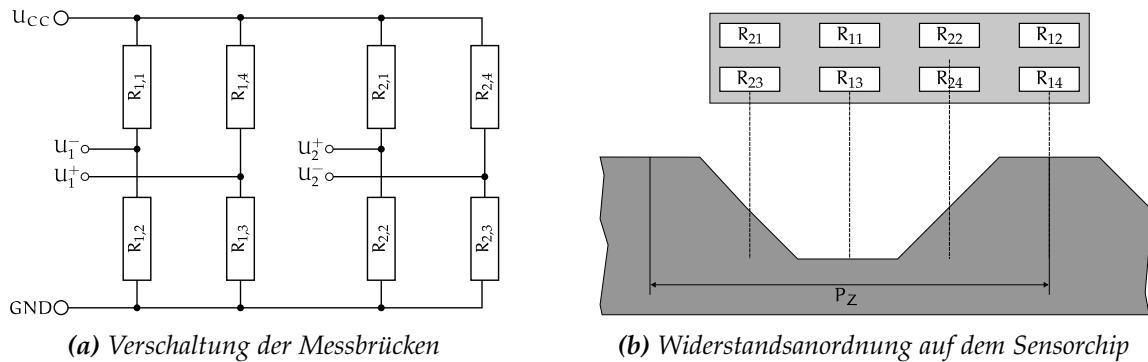 U_CC
R_1,1
R_1,4
R_2,1
R_2,4
U_1^-
U_1^+
U_2^+
U_2^-
R_1,2
R_1,3
R_2,2
R_2,3
GND
(a) Verschaltung der Messbrücken
R_21 R_11 R_22 R_12
R_23 R_13 R_24 R_14
P_Z
(b) Widerstandsanordnung auf dem Sensorchip